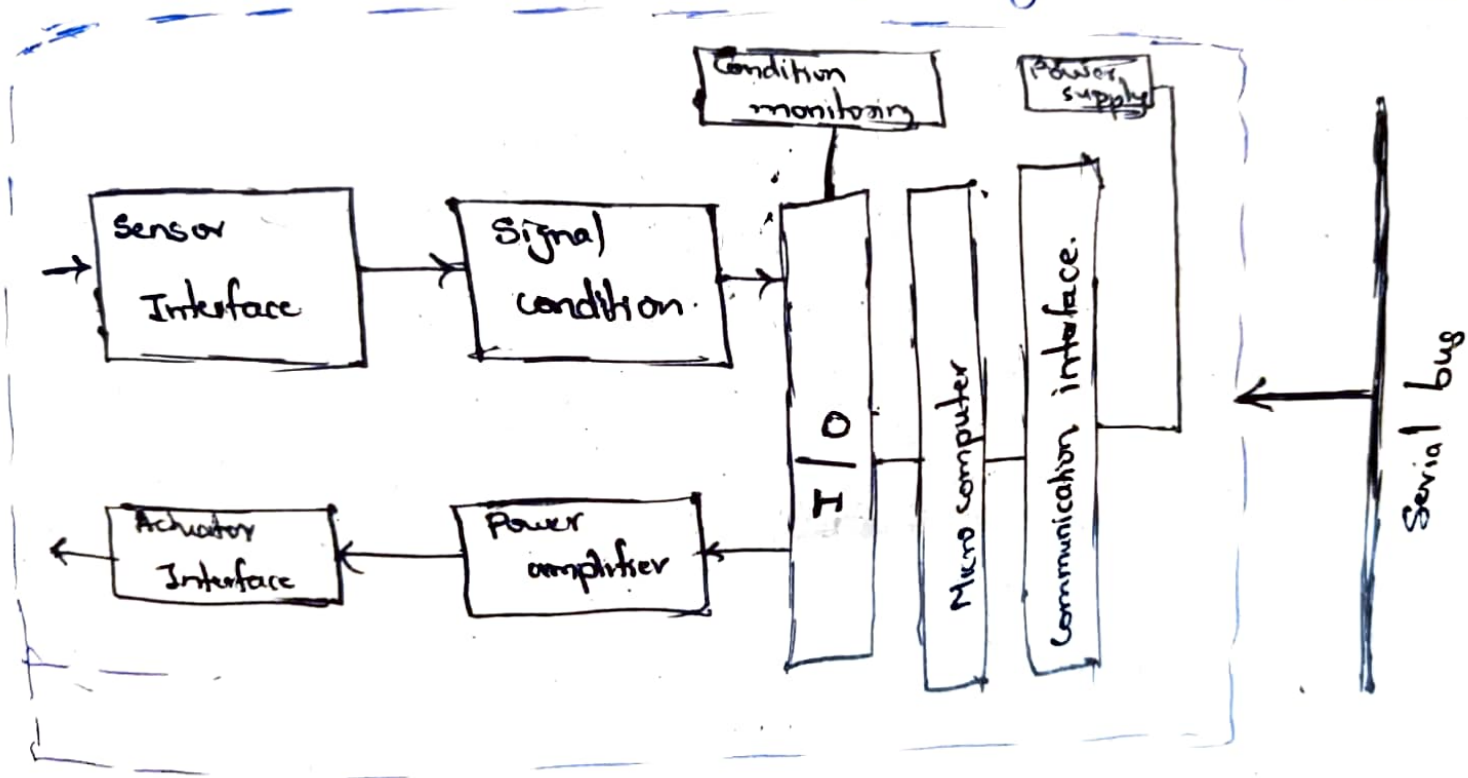 Condition
monitoring
Power
supply
Sensor
Interface
Signal
condition.
I/O
Micro computer
Communication interface.
Serial bus
Actuator
Interface
Power
amplifier